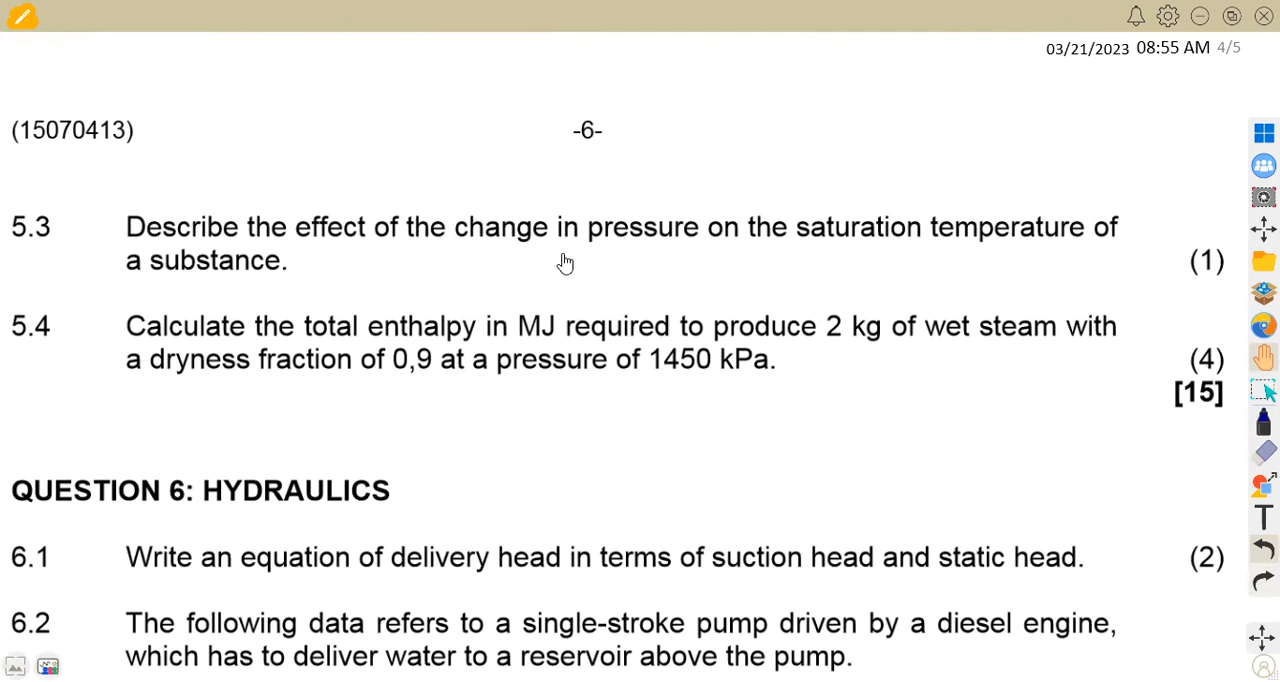 03/21/2023 08:55 AM 4/5
(15070413) -6-
5.3 Describe the effect of the change in pressure on the saturation temperature of
a substance. (1)
5.4 Calculate the total enthalpy in MJ required to produce 2 kg of wet steam with
a dryness fraction of 0,9 at a pressure of 1450 kPa. (4)
[15]
QUESTION 6: HYDRAULICS
6.1 Write an equation of delivery head in terms of suction head and static head. (2)
6.2 The following data refers to a single-stroke pump driven by a diesel engine,
which has to deliver water to a reservoir above the pump.